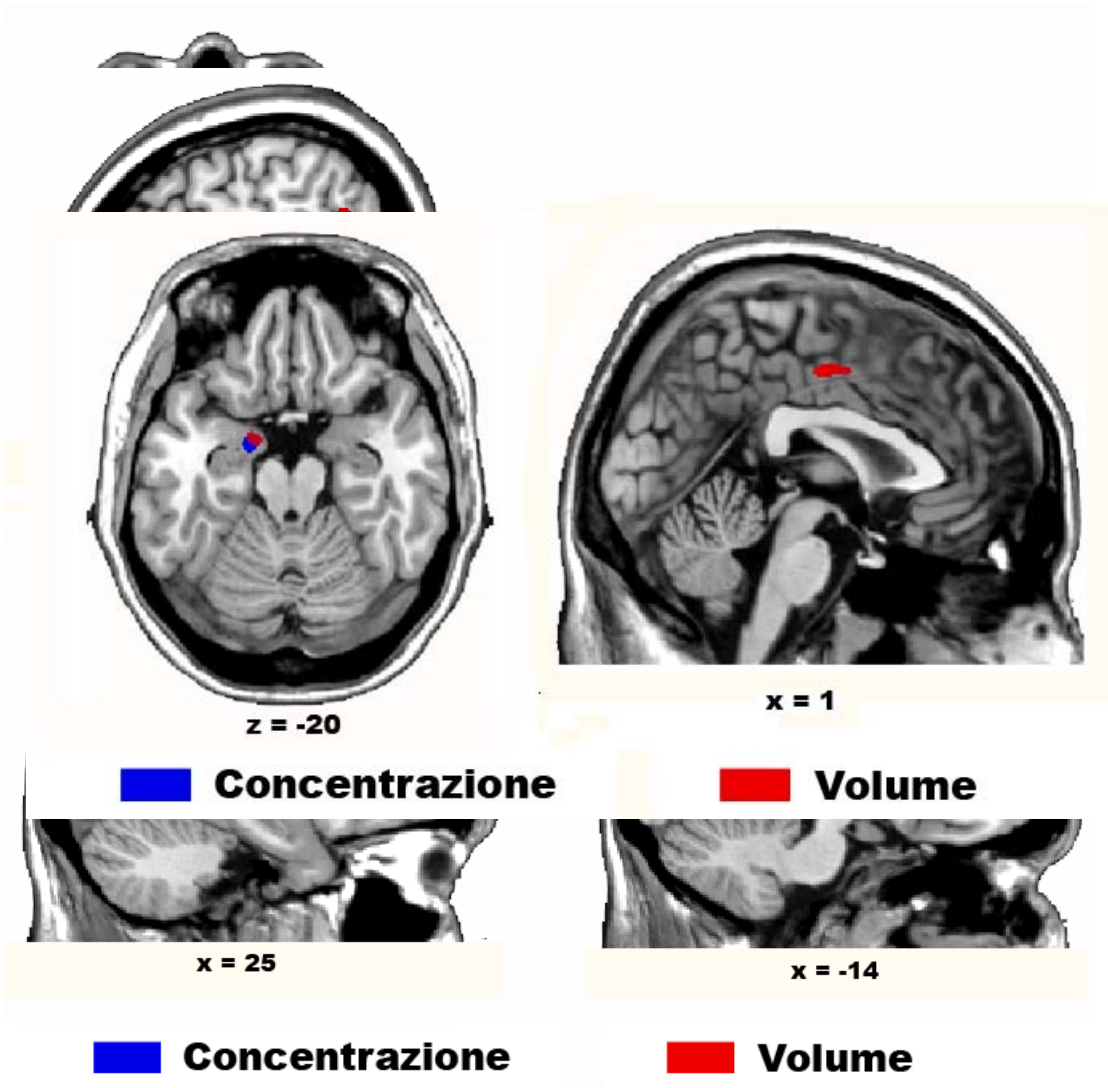 z = -20
x = 1
Concentrazione
Volume
x = 25
x = -14
Concentrazione
Volume